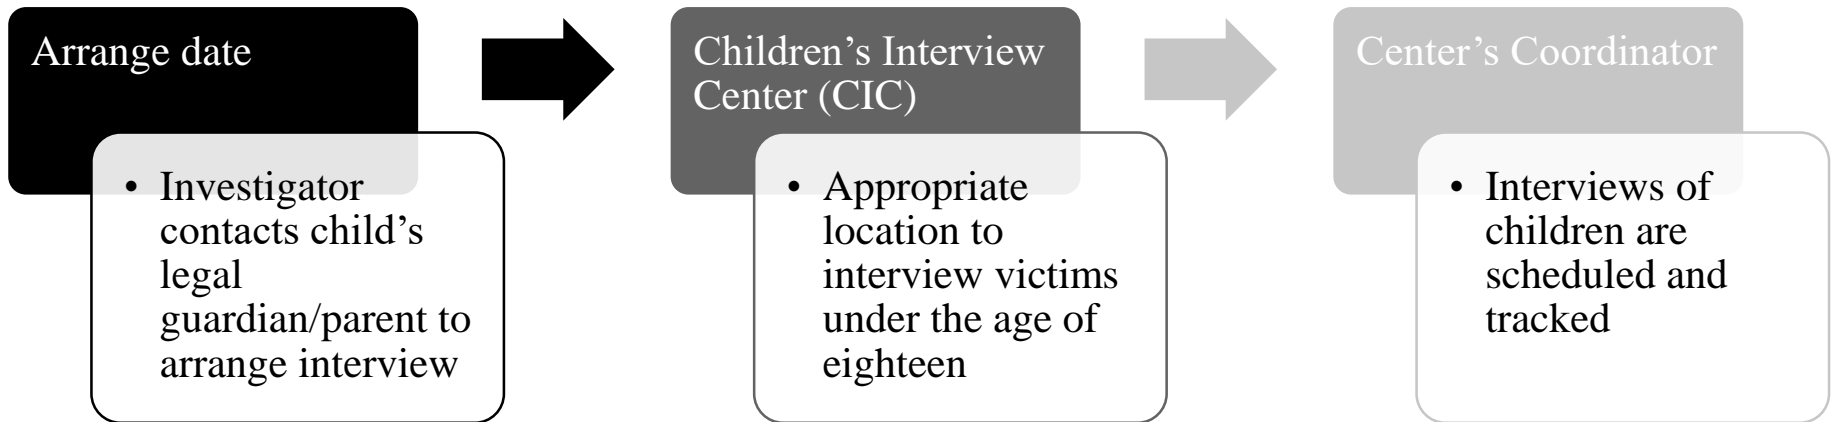 Arrange date
• Investigator
contacts child’s
legal
guardian/parent to
arrange interview
Children’s Interview
Center (CIC)
• Appropriate
location to
interview victims
under the age of
eighteen
Center’s Coordinator
• Interviews of
children are
scheduled and
tracked